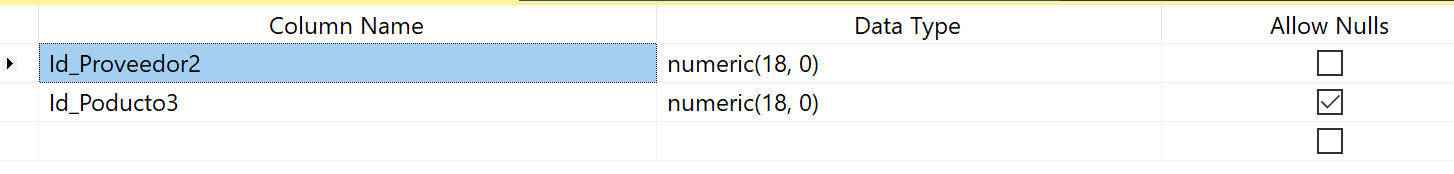 Column Name Data Type Allow Nulls
Id_Proveedor2 numeric(18, 0)
Id_Poducto3 numeric(18, 0)